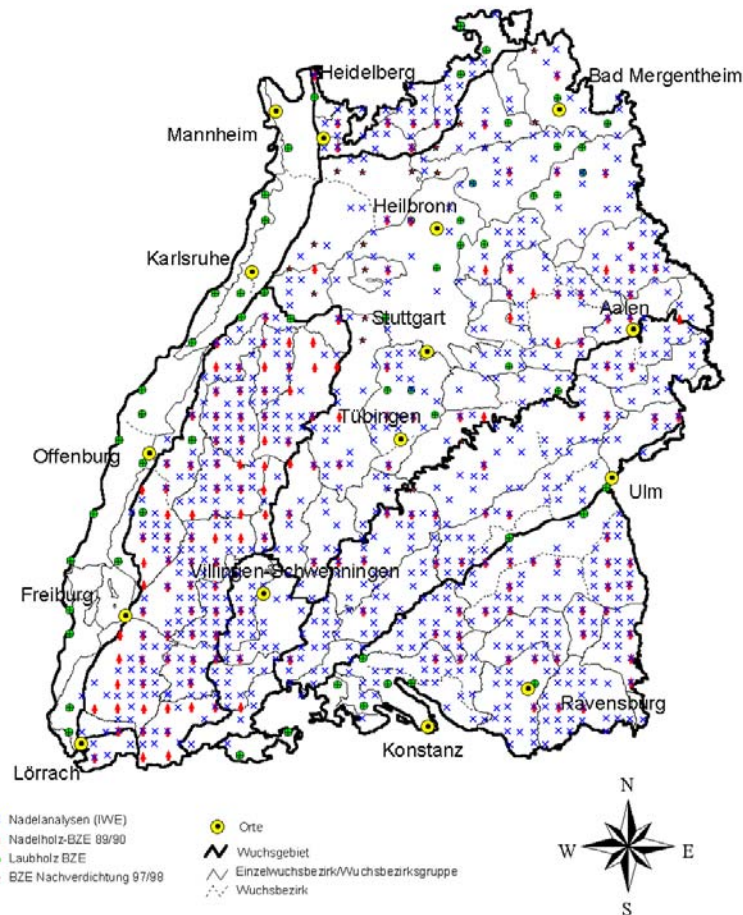 Heidelberg
Bad Mergentheim
Mannheim
Heilbronn
Karlsruhe
Aalen
Stuttgart
Tübingen
Offenburg
Ulm
Villingen-Schwenningen
Freiburg
Ravensburg
Konstanz
Lörrach
N
W E
S
Nadelanalysen (IWE)
Nadelholz-BZE 89/90
Laubholz BZE
BZE Nachverdichtung 97/98
Orte
Wuchsgebiet
Einzelwuchsbezirk/Wuchsbezirksgruppe
Wuchsbezirk